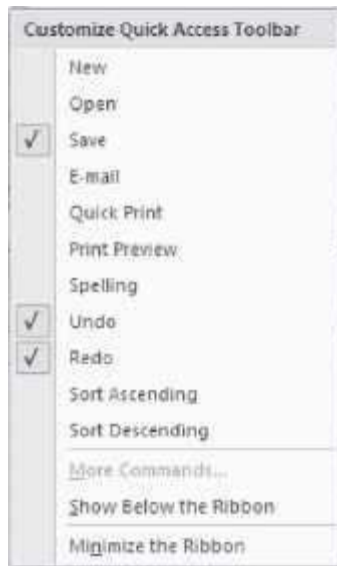 Customize Quick Access Toolbar
New
Open
Save
E-mail
Quick Print
Print Preview
Spelling
Undo
Redo
Sort Ascending
Sort Descending
More Commands...
Show Below the Ribbon
Minimize the Ribbon